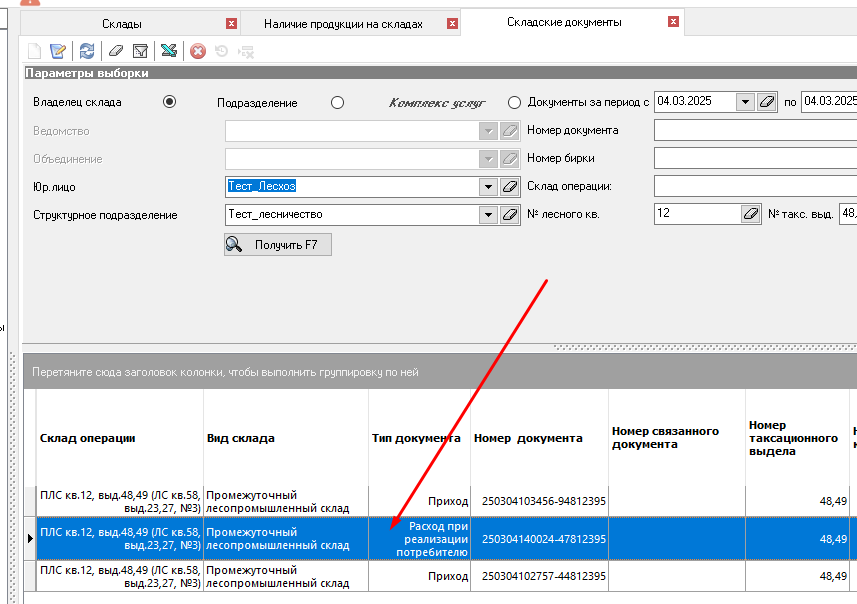 Склады
Наличие продукции на складах
Складские документы
Параметры выборки
Владелец склада
Подразделение
Комплекс услуг
Документы за период с
04.03.2025
по
04.03.2025
Ведомство
Номер документа
Объединение
Номер бирки
Юр.лицо
Тест_Лесхоз
Склад операции:
Структурное подразделение
Тест_лесничество
№ лесного кв.
12
№ такс. выд.
48,
Получить F7
ы
Перетяните сюда заголовок колонки, чтобы выполнить группировку по ней
Склад операции
Вид склада
Тип документа
Номер документа
Номер связанного
документа
Номер
таксационного
выдела
ПЛС кв.12, выд.48,49 (ЛС кв.58,
выд.23,27, №3)
Промежуточный
лесопромышленный склад
Приход
250304103456-94812395
48,49
ПЛС кв.12, выд.48,49 (ЛС кв.58,
выд.23,27, №3)
Промежуточный
лесопромышленный склад
Расход при
реализации
потребителю
250304140024-47812395
48,49
ПЛС кв.12, выд.48,49 (ЛС кв.58,
выд.23,27, №3)
Промежуточный
лесопромышленный склад
Приход
250304102757-44812395
48,49